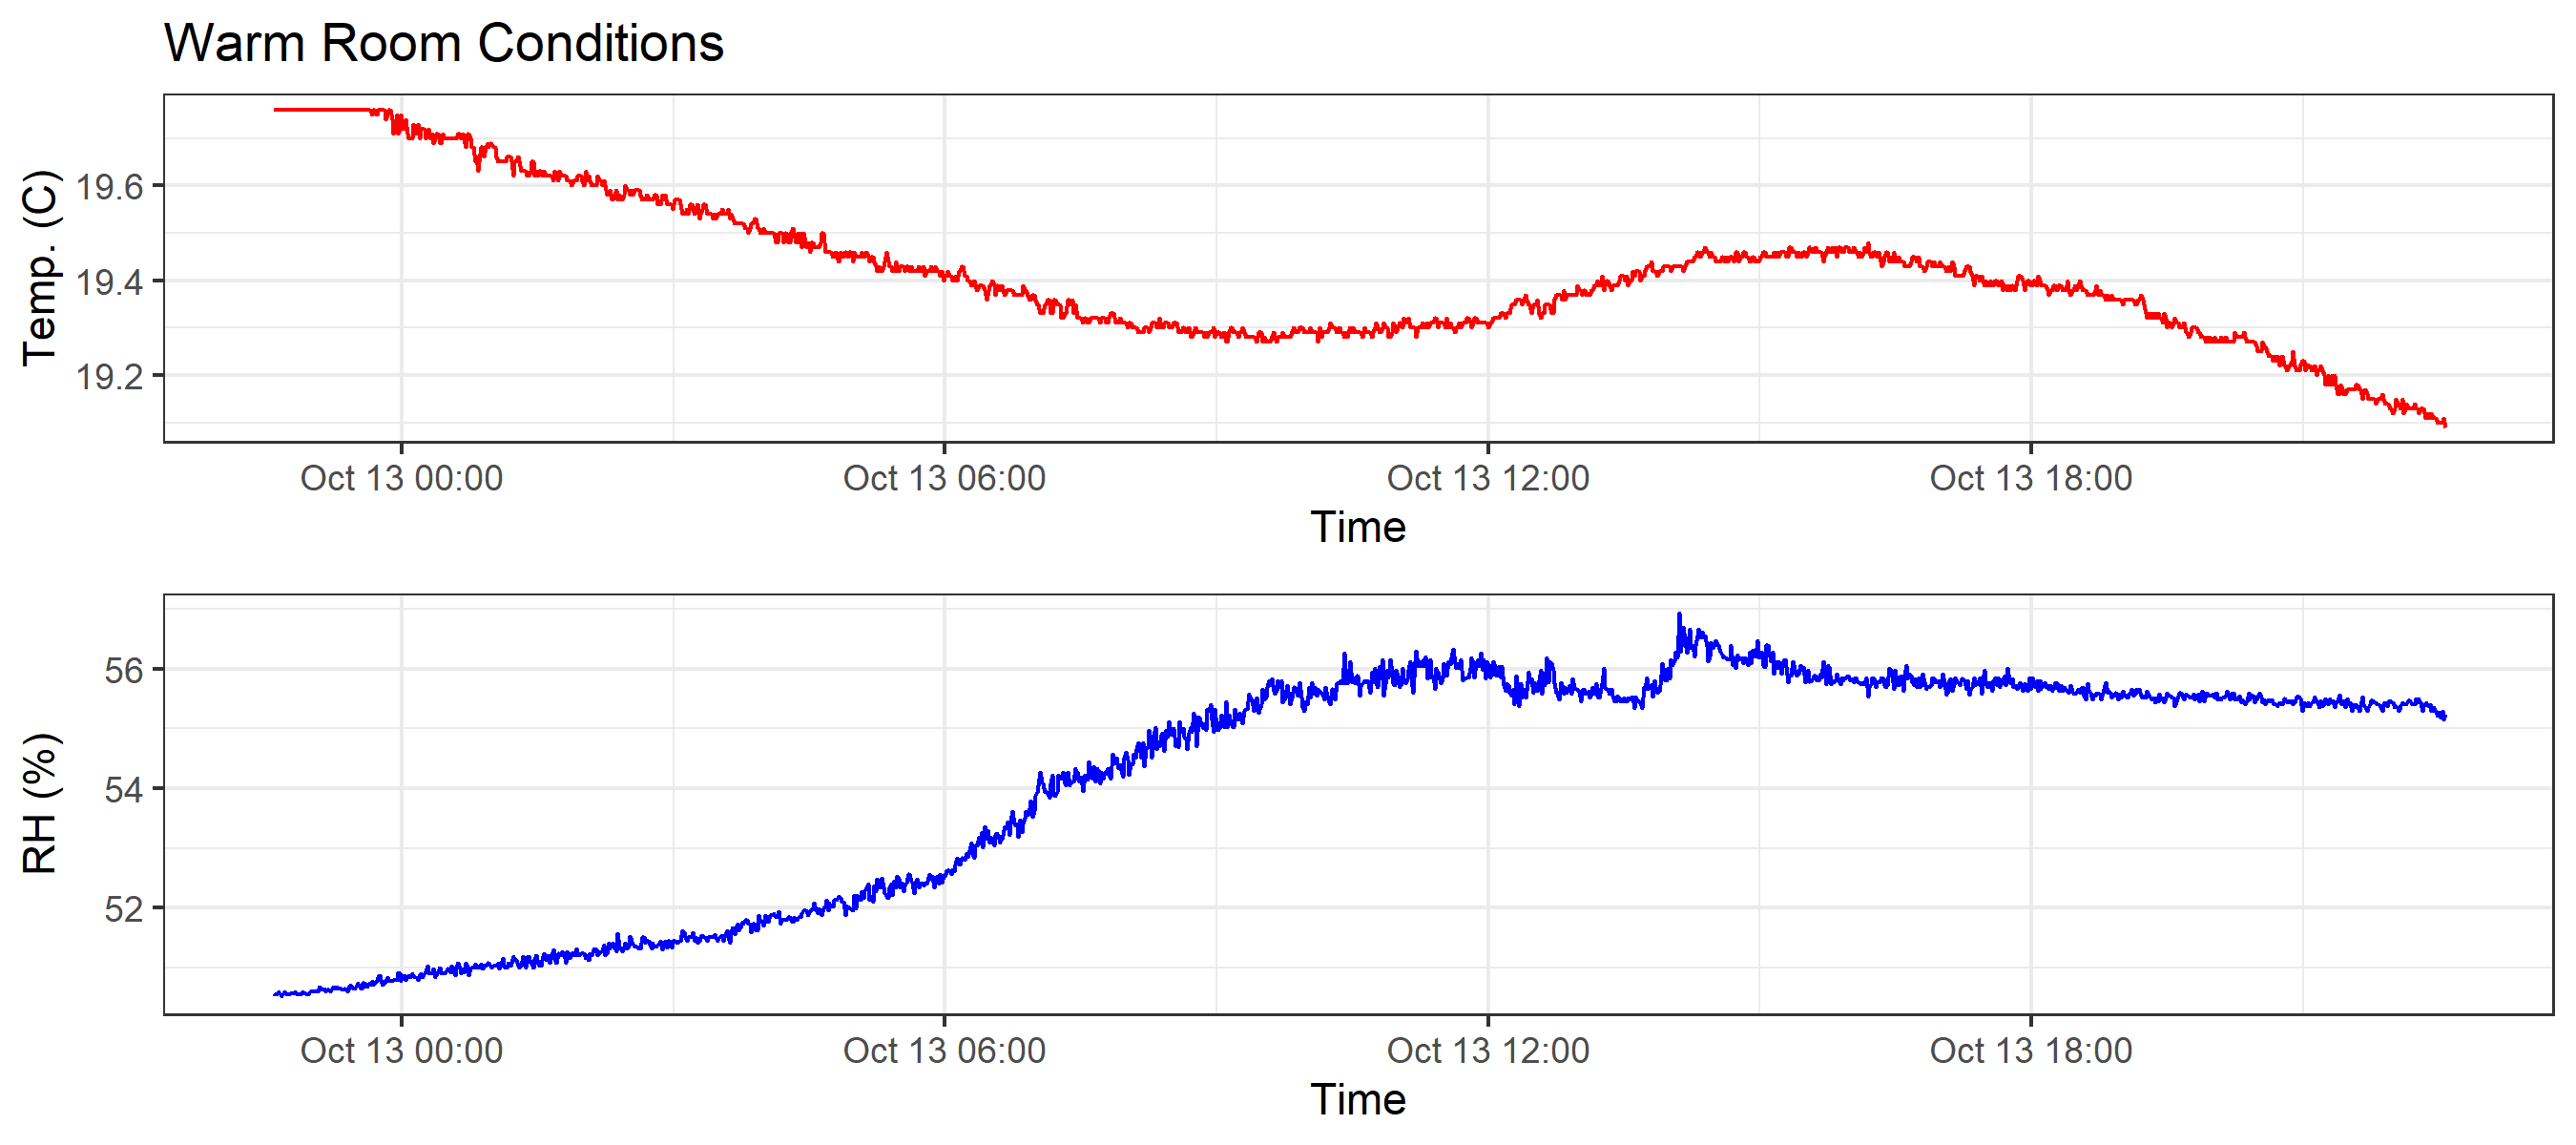 Warm Room Conditions
Temp. (C)
19.6
19.4
19.2
Oct 13 00:00 Oct 13 06:00 Oct 13 12:00 Oct 13 18:00
Time
RH (%)
56
54
52
Oct 13 00:00 Oct 13 06:00 Oct 13 12:00 Oct 13 18:00
Time